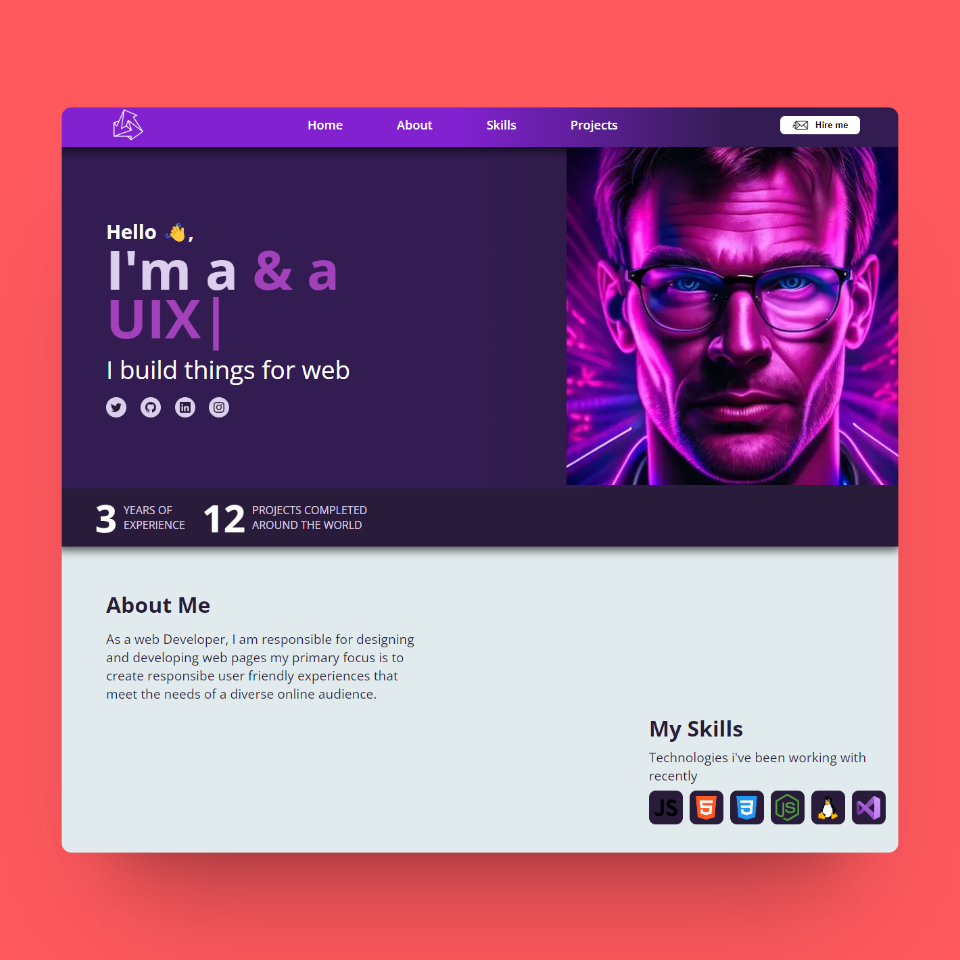 Home About Skills Projects Hire me
Hello 👋,
I'm a & a
UIX|
I build things for web
3 YEARS OF
EXPERIENCE
12 PROJECTS COMPLETED
AROUND THE WORLD
About Me
As a web Developer, I am responsible for designing
and developing web pages my primary focus is to
create responsibe user friendly experiences that
meet the needs of a diverse online audience.
My Skills
Technologies i've been working with
recently
JS 5 3 JS